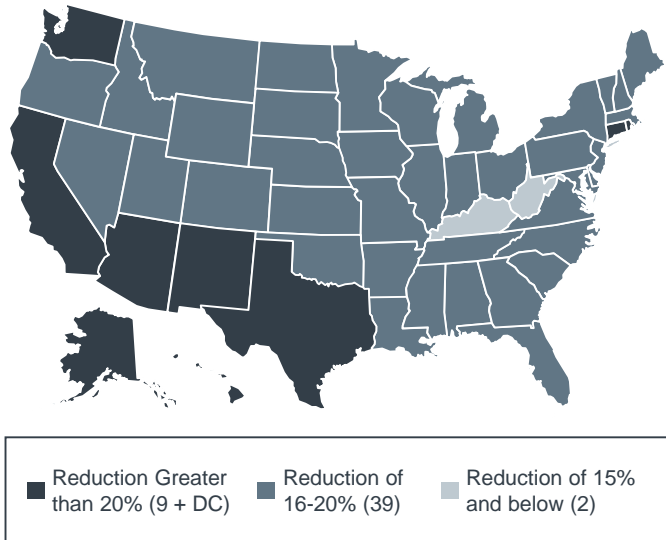 Reduction Greater
than 20% (9 + DC)
Reduction of
16-20% (39)
Reduction of 15%
and below (2)